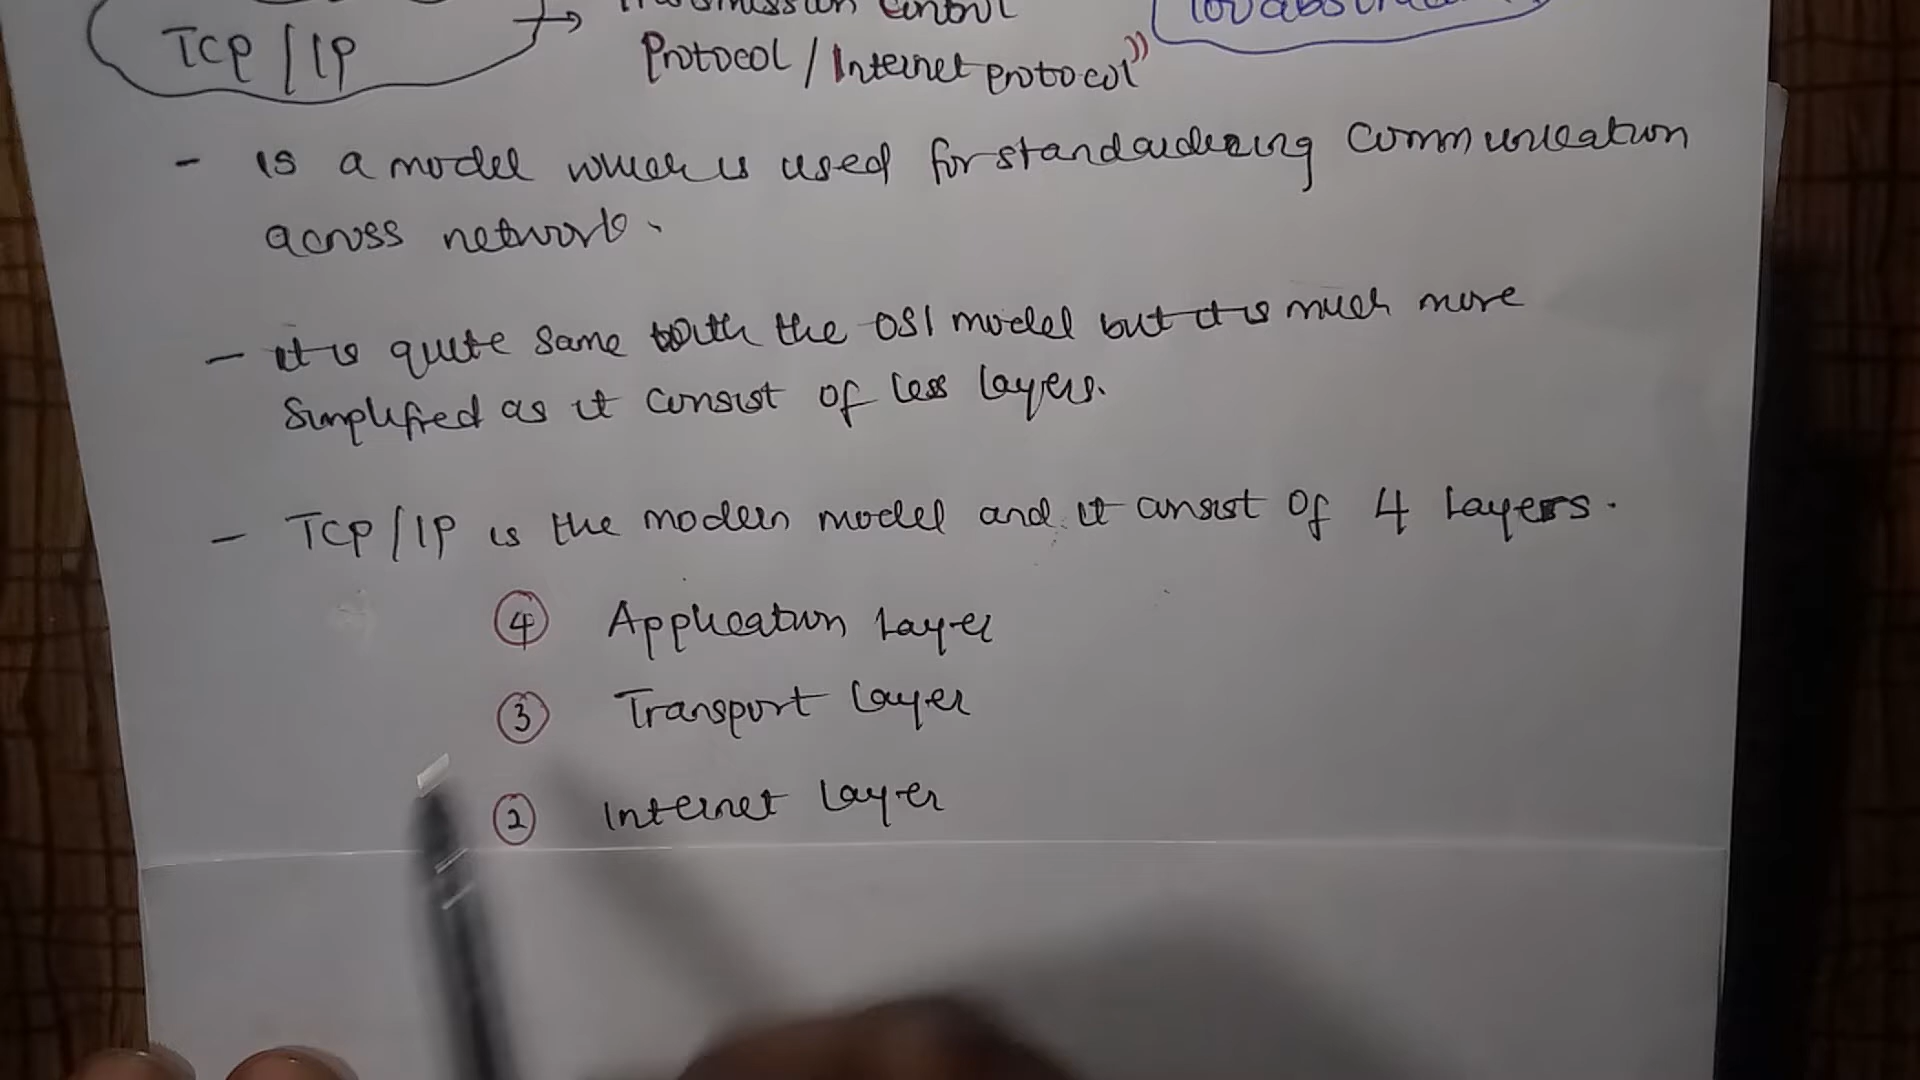 Transmission Control
TCP/IP
Protocol/Internet protocol"
- is a model which is used for standardizing communication
across network.
- it is quite same with the OSI model but it is much more
simplified as it consist of less layers.
- TCP/IP is the modern model and it consist of 4 Layers.
4 Application Layer
3 Transport Layer
2 Internet Layer